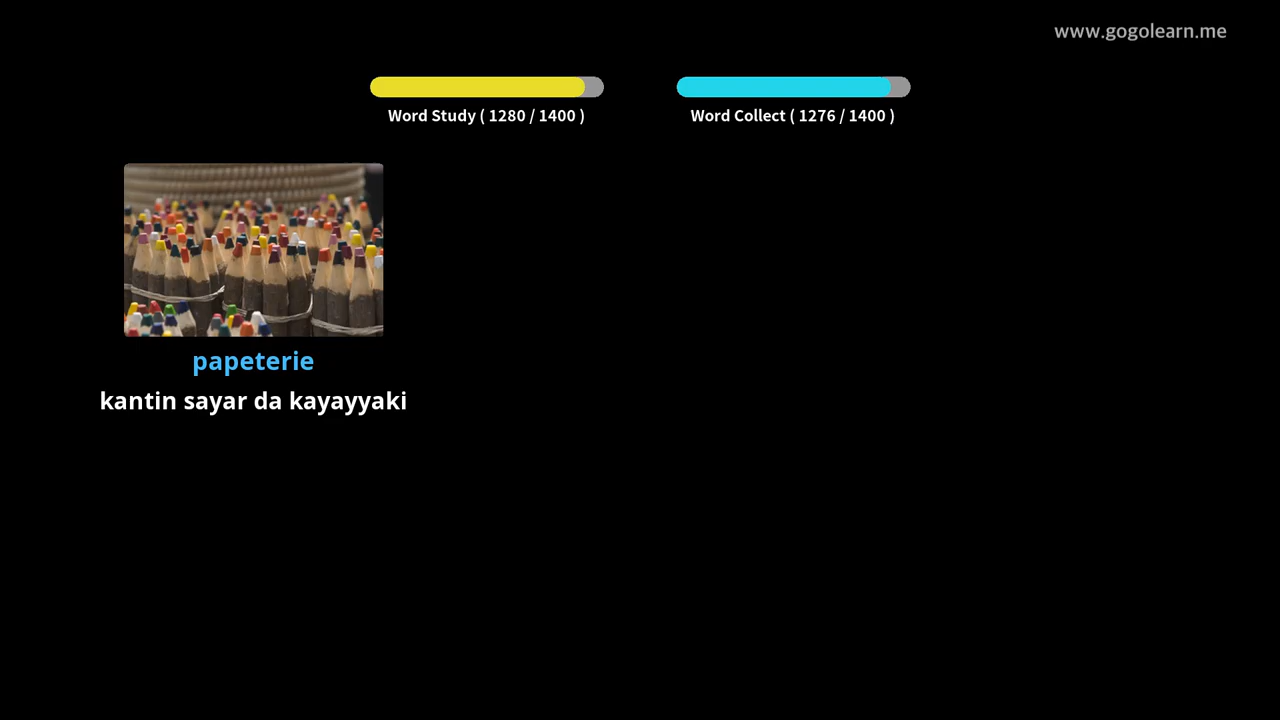 www.gogolearn.me
Word Study ( 1280 / 1400 )
Word Collect ( 1276 / 1400 )
papeterie
kantin sayar da kayayyaki